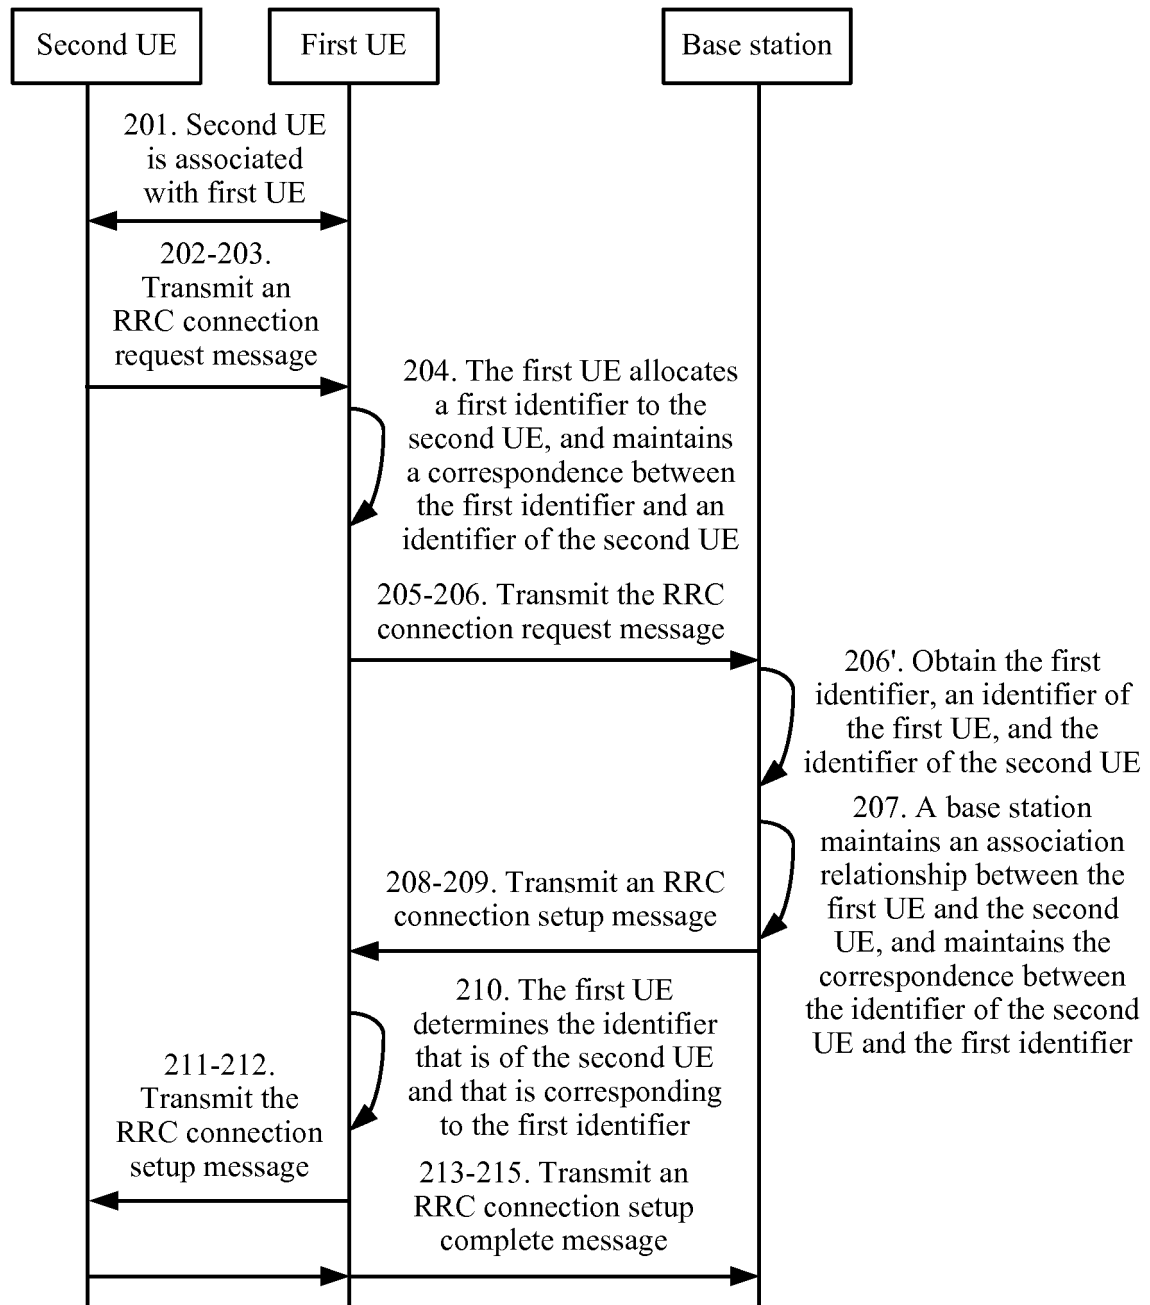 Second UE
First UE
Base station
201. Second UE
is associated
with first UE
202-203.
Transmit an
RRC connection
request message
204. The first UE allocates
a first identifier to the
second UE, and maintains
a correspondence between
the first identifier and an
identifier of the second UE
205-206. Transmit the RRC
connection request message
206'. Obtain the first
identifier, an identifier of
the first UE, and the
identifier of the second UE
207. A base station
maintains an association
relationship between the
first UE and the second
UE, and maintains the
correspondence between
the identifier of the second
UE and the first identifier
208-209. Transmit an RRC
connection setup message
210. The first UE
determines the identifier
that is of the second UE
and that is corresponding
to the first identifier
211-212.
Transmit the
RRC connection
setup message
213-215. Transmit an
RRC connection setup
complete message